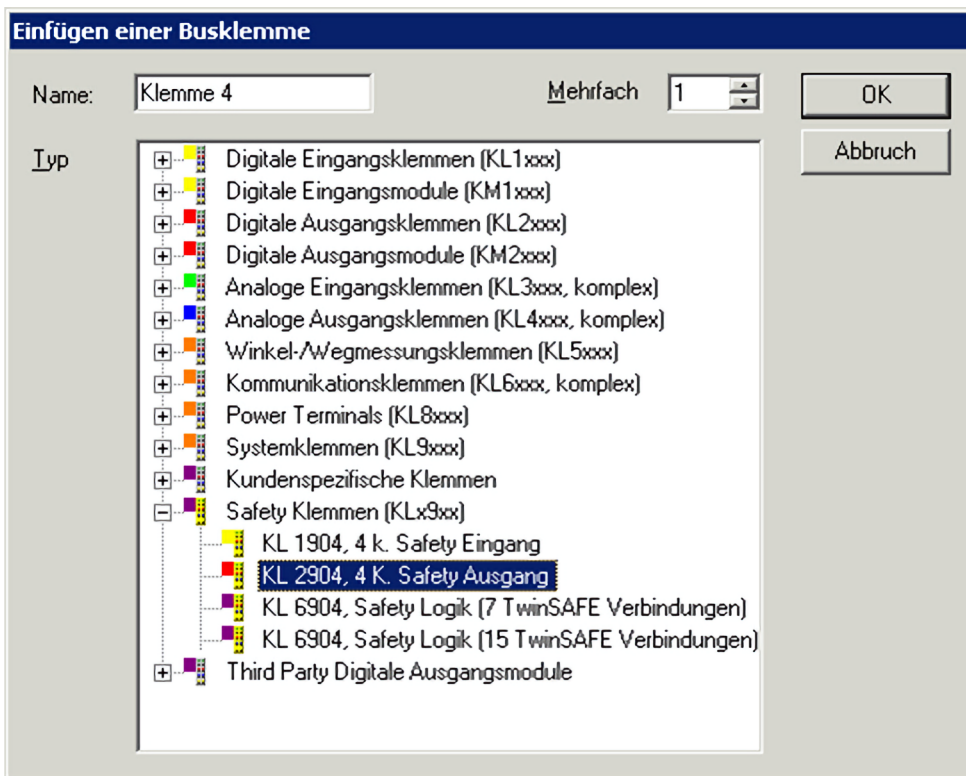 Einfügen einer Busklemme
Name: Klemme 4 Mehrfach 1 OK
Typ Abbruch
Digitale Eingangsklemmen (KL1xxx)
Digitale Eingangsmodule (KM1xxx)
Digitale Ausgangsklemmen (KL2xxx)
Digitale Ausgangsmodule (KM2xxx)
Analoge Eingangsklemmen (KL3xxx, komplex)
Analoge Ausgangsklemmen (KL4xxx, komplex)
Winkel-/Wegmessungsklemmen (KL5xxx)
Kommunikationsklemmen (KL6xxx, komplex)
Power Terminals (KL8xxx)
Systemklemmen (KL9xxx)
Kundenspezifische Klemmen
Safety Klemmen (KLx9xx)
KL 1904, 4 k. Safety Eingang
KL 2904, 4 K. Safety Ausgang
KL 6904, Safety Logik (7 TwinSAFE Verbindungen)
KL 6904, Safety Logik (15 TwinSAFE Verbindungen)
Third Party Digitale Ausgangsmodule